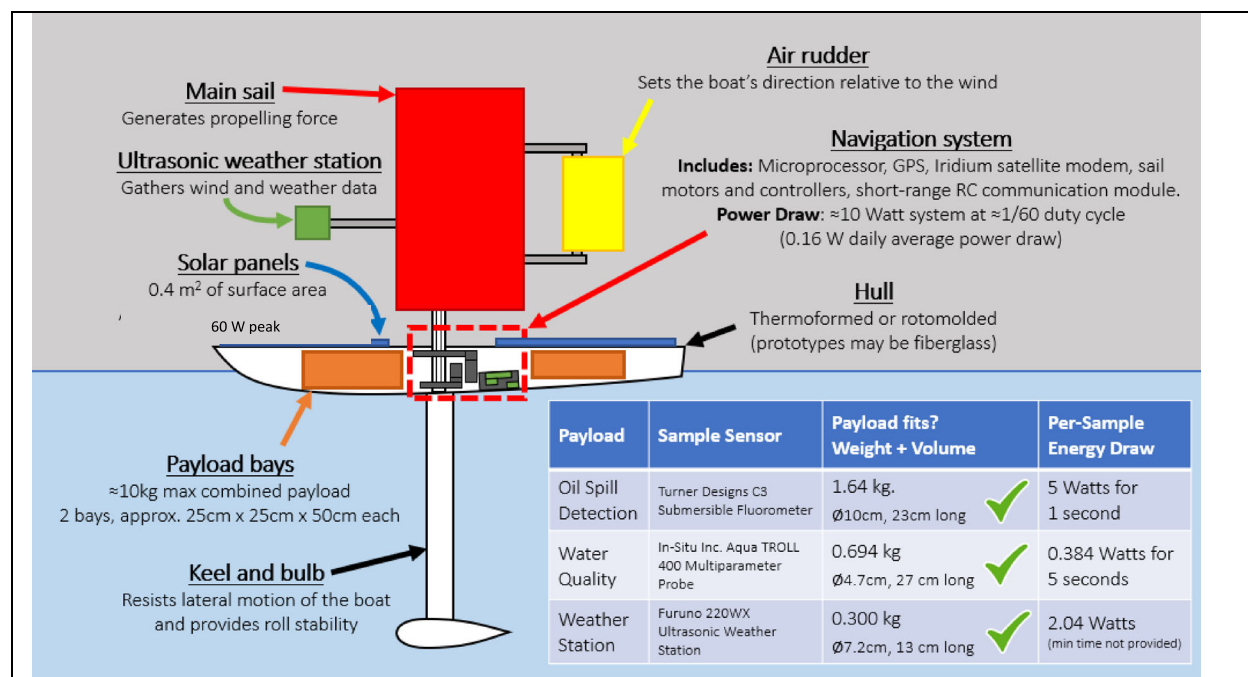 Main sail
Generates propelling force
Ultrasonic weather station
Gathers wind and weather data
Solar panels
0.4 m² of surface area
60 W peak
Air rudder
Sets the boat's direction relative to the wind
Navigation system
Includes: Microprocessor, GPS, Iridium satellite modem, sail
motors and controllers, short-range RC communication module.
Power Draw: ≈10 Watt system at ≈1/60 duty cycle
(0.16 W daily average power draw)
Hull
Thermoformed or rotomolded
(prototypes may be fiberglass)
Payload bays
≈10kg max combined payload
2 bays, approx. 25cm x 25cm x 50cm each
Keel and bulb
Resists lateral motion of the boat
and provides roll stability
Payload
Sample Sensor
Payload fits?
Weight + Volume
Per-Sample
Energy Draw
Oil Spill
Detection
Turner Designs C3
Submersible Fluorometer
1.64 kg.
Ø10cm, 23cm long
5 Watts for
1 second
Water
Quality
In-Situ Inc. Aqua TROLL
400 Multiparameter
Probe
0.694 kg
Ø4.7cm, 27 cm long
0.384 Watts for
5 seconds
Weather
Station
Furuno 220WX
Ultrasonic Weather
Station
0.300 kg
Ø7.2cm, 13 cm long
2.04 Watts
(min time not provided)